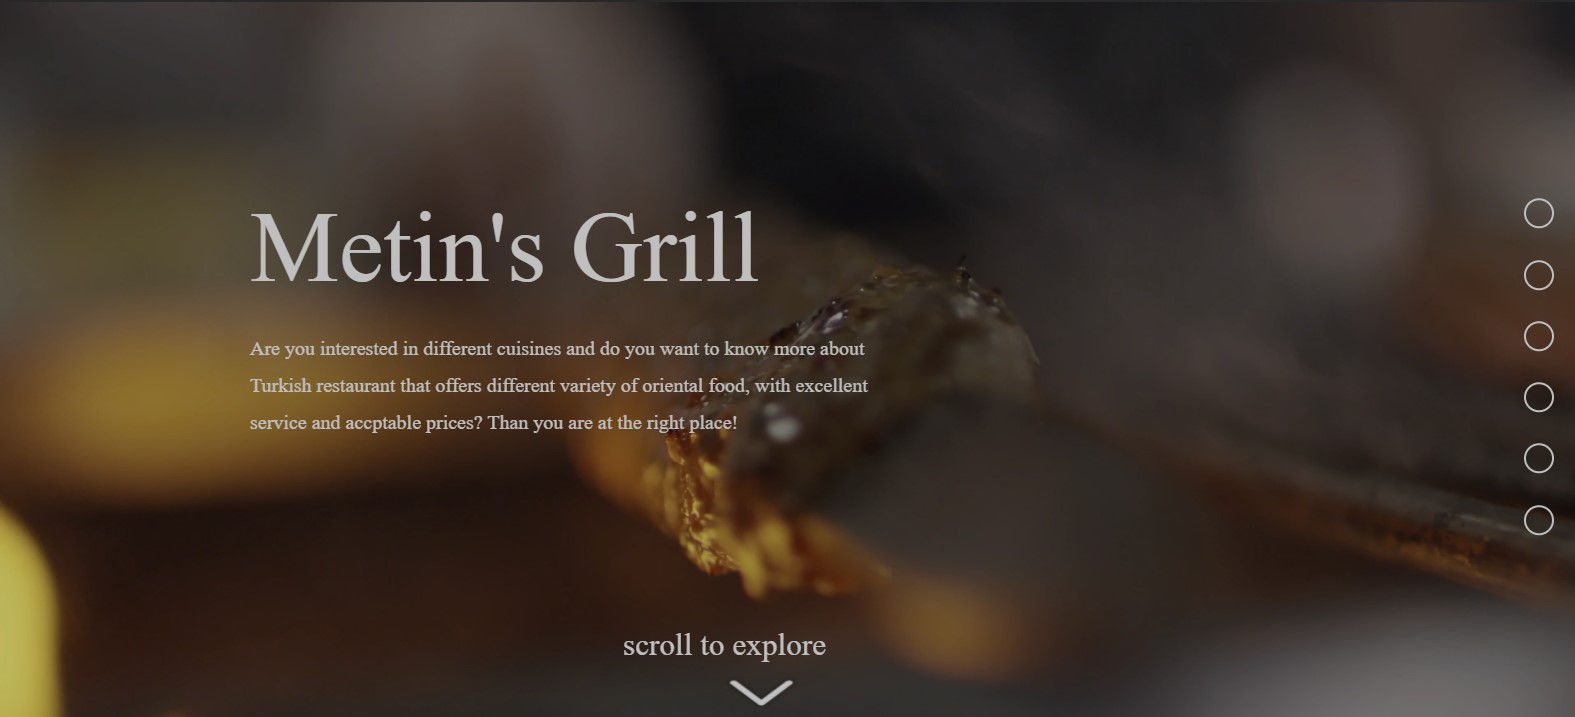 Metin's Grill
Are you interested in different cuisines and do you want to know more about
Turkish restaurant that offers different variety of oriental food, with excellent
service and accptable prices? Than you are at the right place!
scroll to explore